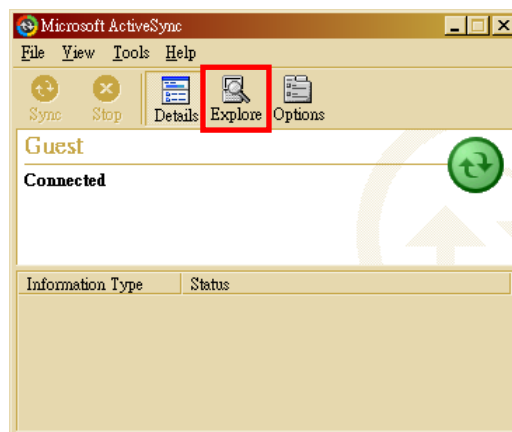 Microsoft ActiveSync
File View Tools Help
Sync Stop Details Explore Options
Guest
Connected
Information Type Status